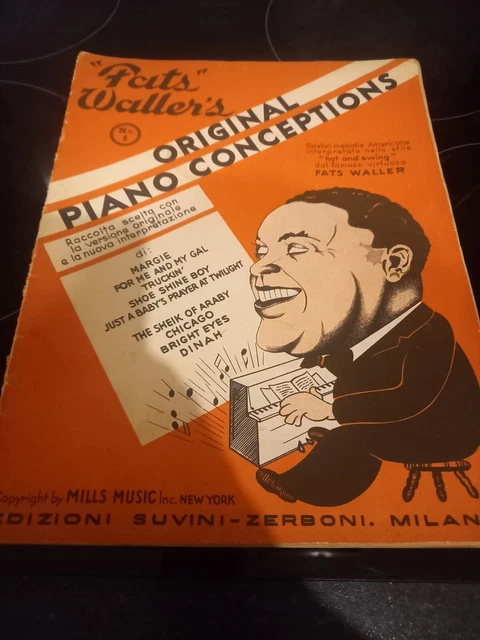 "Fats"
Waller's
No
1
ORIGINAL
PIANO CONCEPTIONS
Celebri melodie Americane
interpretate nello stile
"hot and swing"
dal famoso virtuoso
FATS WALLER
Raccolta scelta con
la versione originale
e la nuova interpretazione
di:
MARGIE
FOR ME AND MY GAL
TRUCKIN'
SHOE SHINE BOY
JUST A BABY'S PRAYER AT TWILIGHT
THE SHEIK OF ARABY
CHICAGO
BRIGHT EYES
DINAH
Copyright by MILLS MUSIC Inc. NEW YORK
EDIZIONI SUVINI-ZERBONI. MILAN